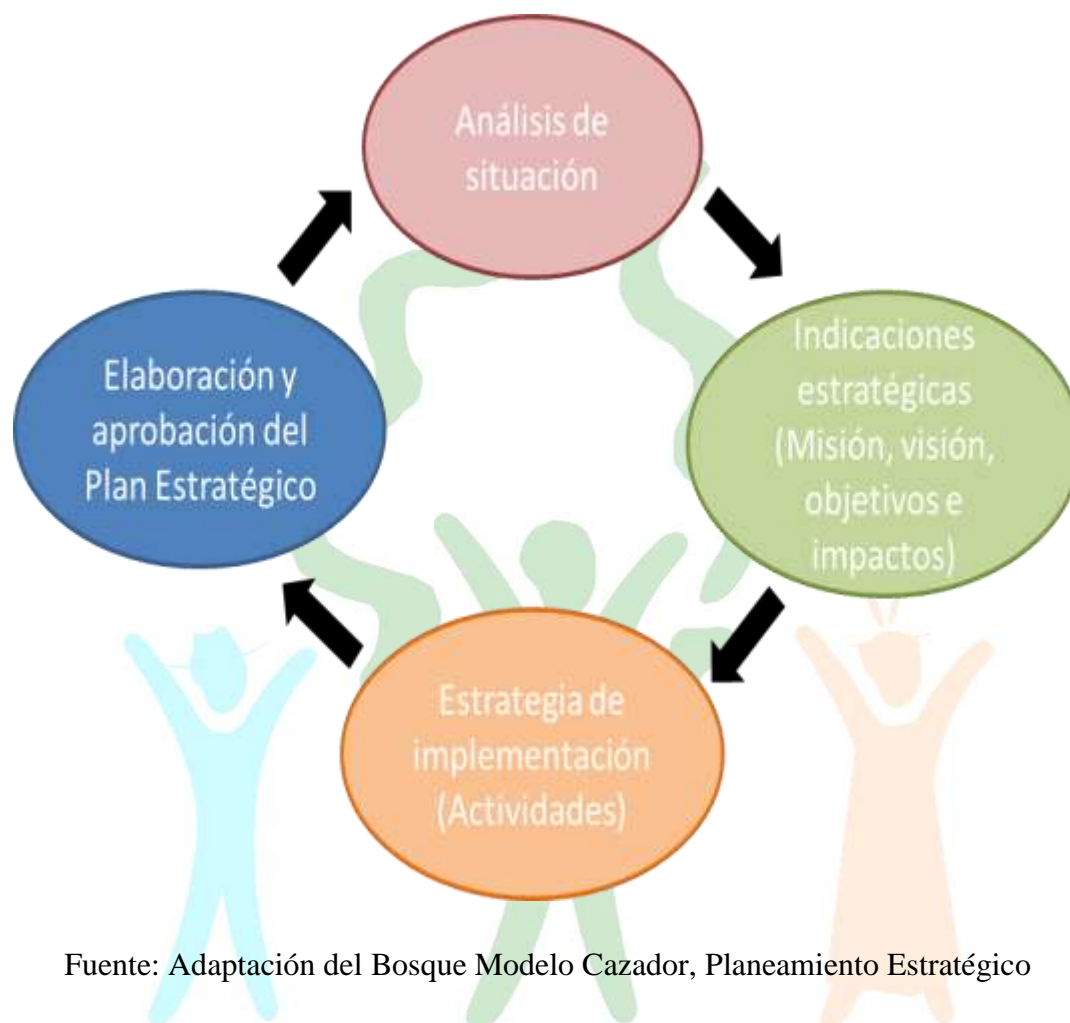 Análisis de
situación
Indicaciones
estratégicas
(Misión, visión,
objetivos e
impactos)
Estrategia de
implementación
(Actividades)
Elaboración y
aprobación del
Plan Estratégico
Fuente: Adaptación del Bosque Modelo Cazador, Planeamiento Estratégico